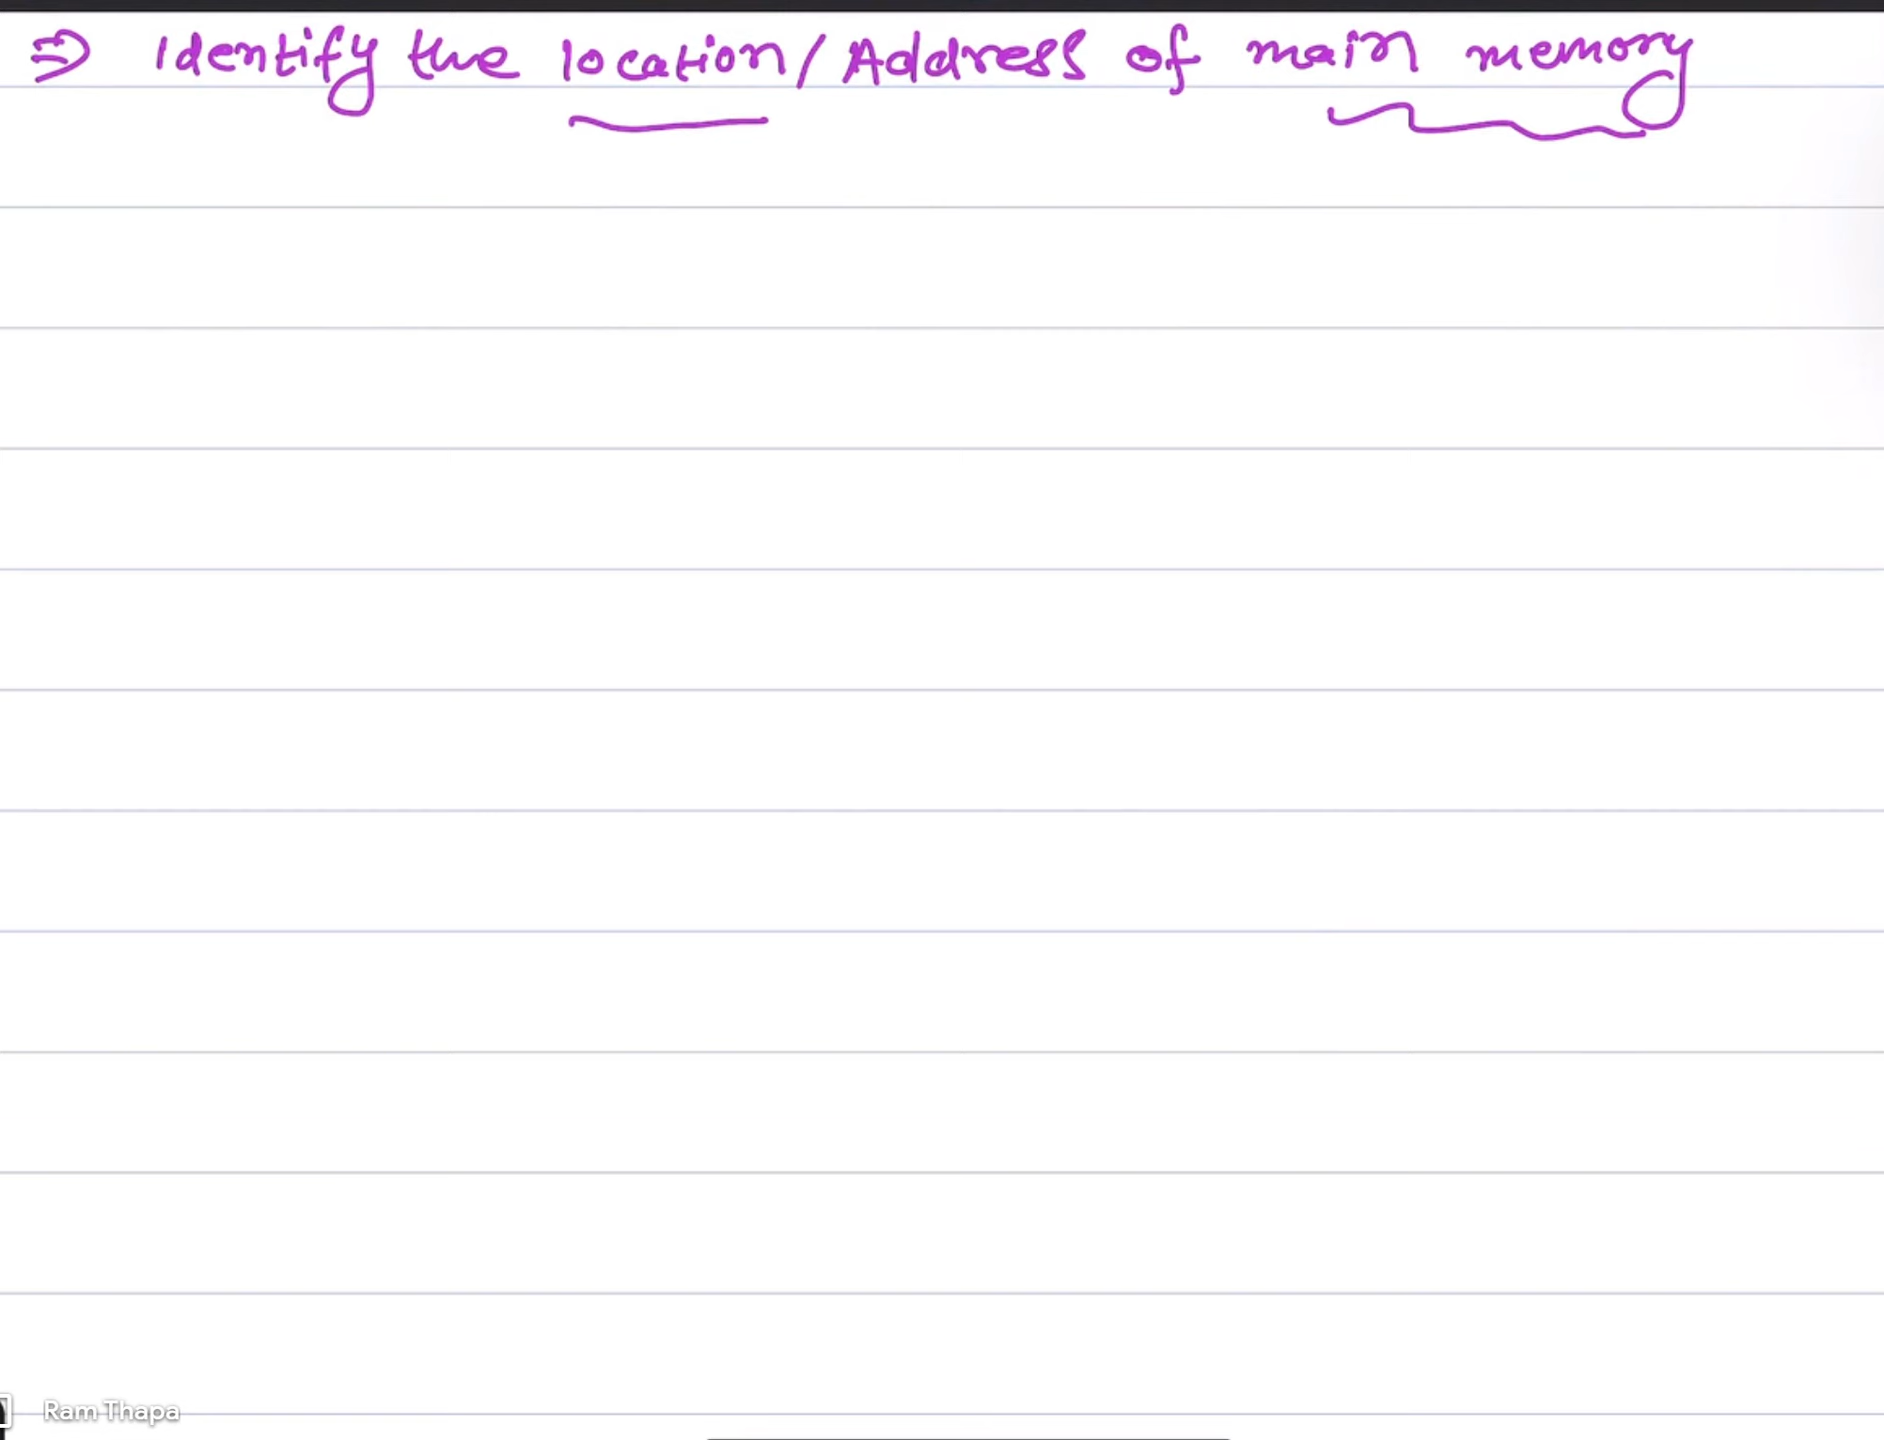 ⇒ Identify the location/Address of main memory
Ram Thapa